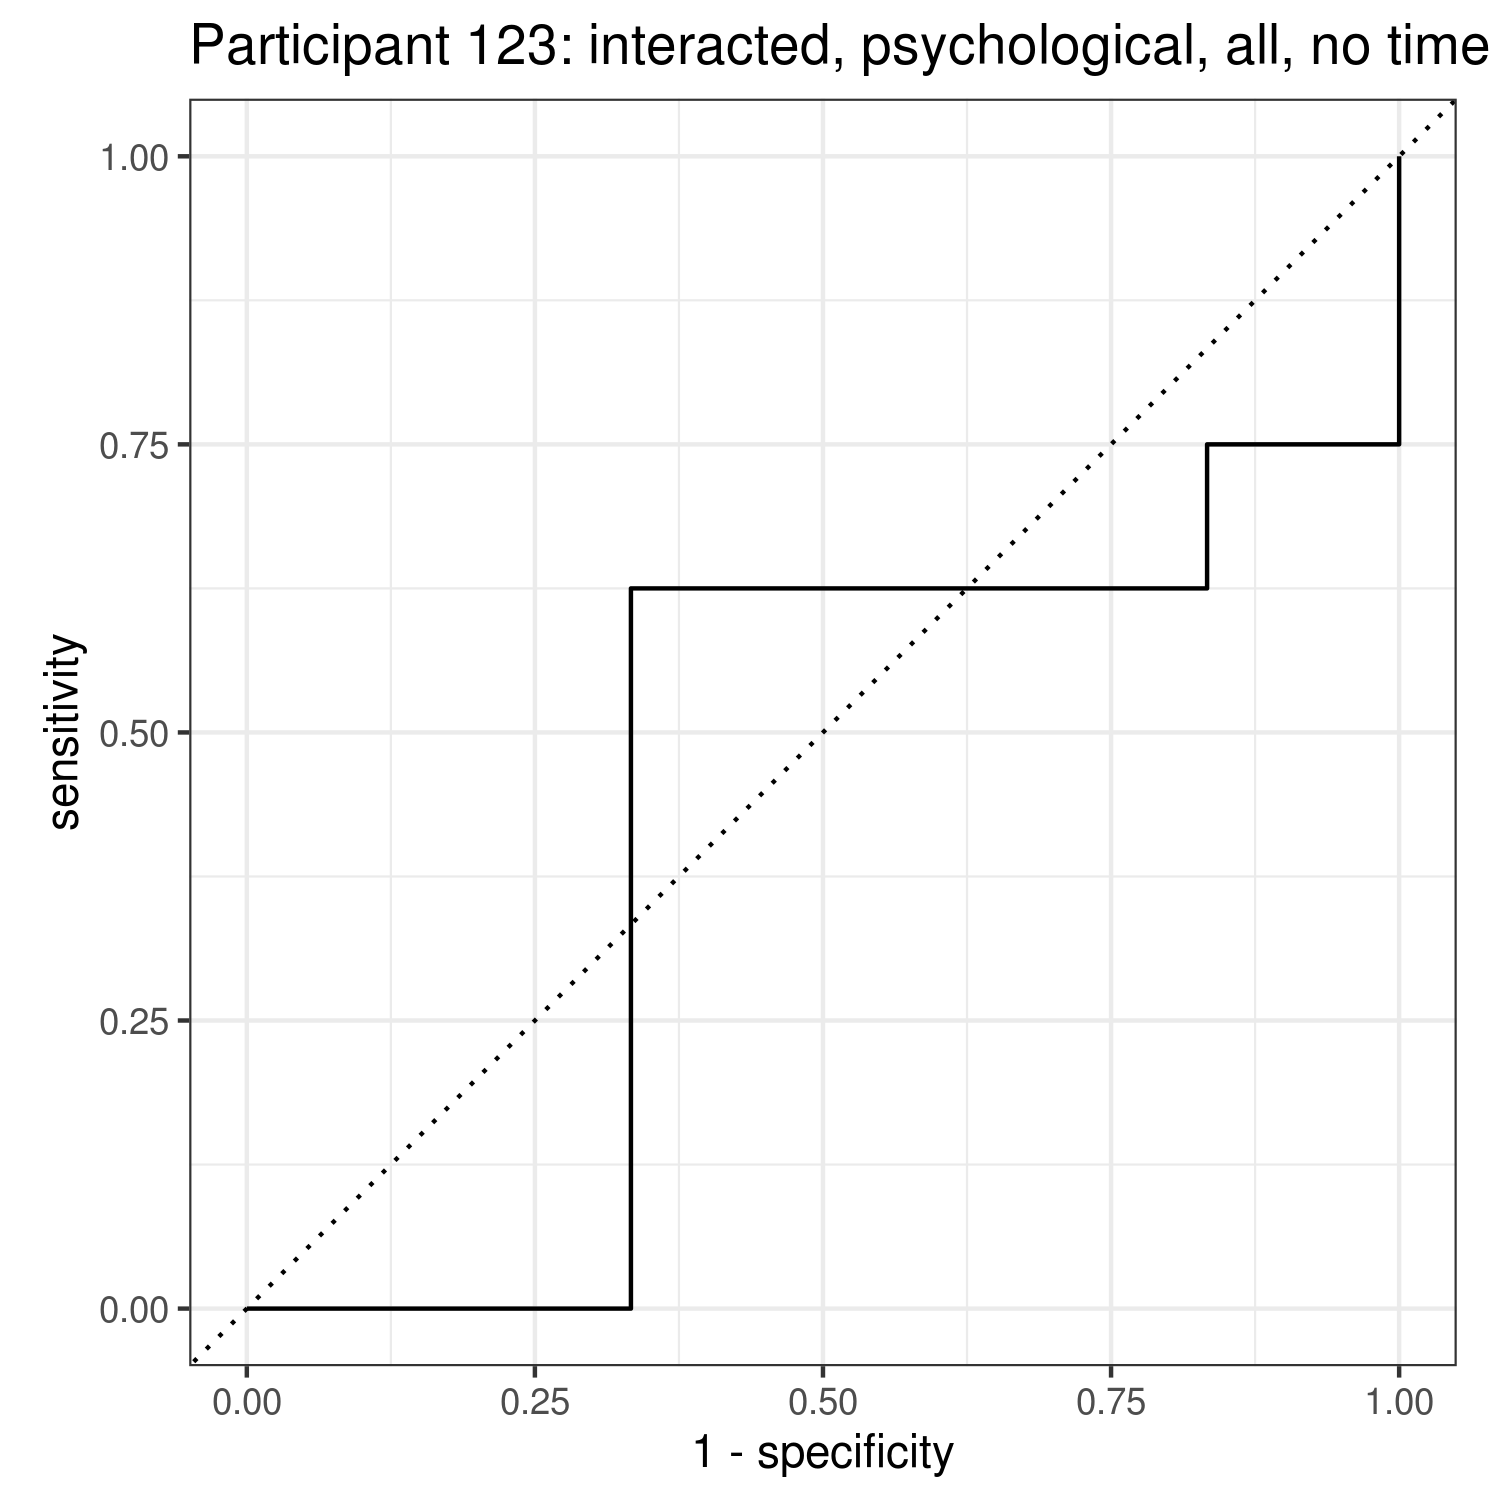 Participant 123: interacted, psychological, all, no time
1.00
0.75
0.50
0.25
0.00
sensitivity
0.00 0.25 0.50 0.75 1.00
1 - specificity